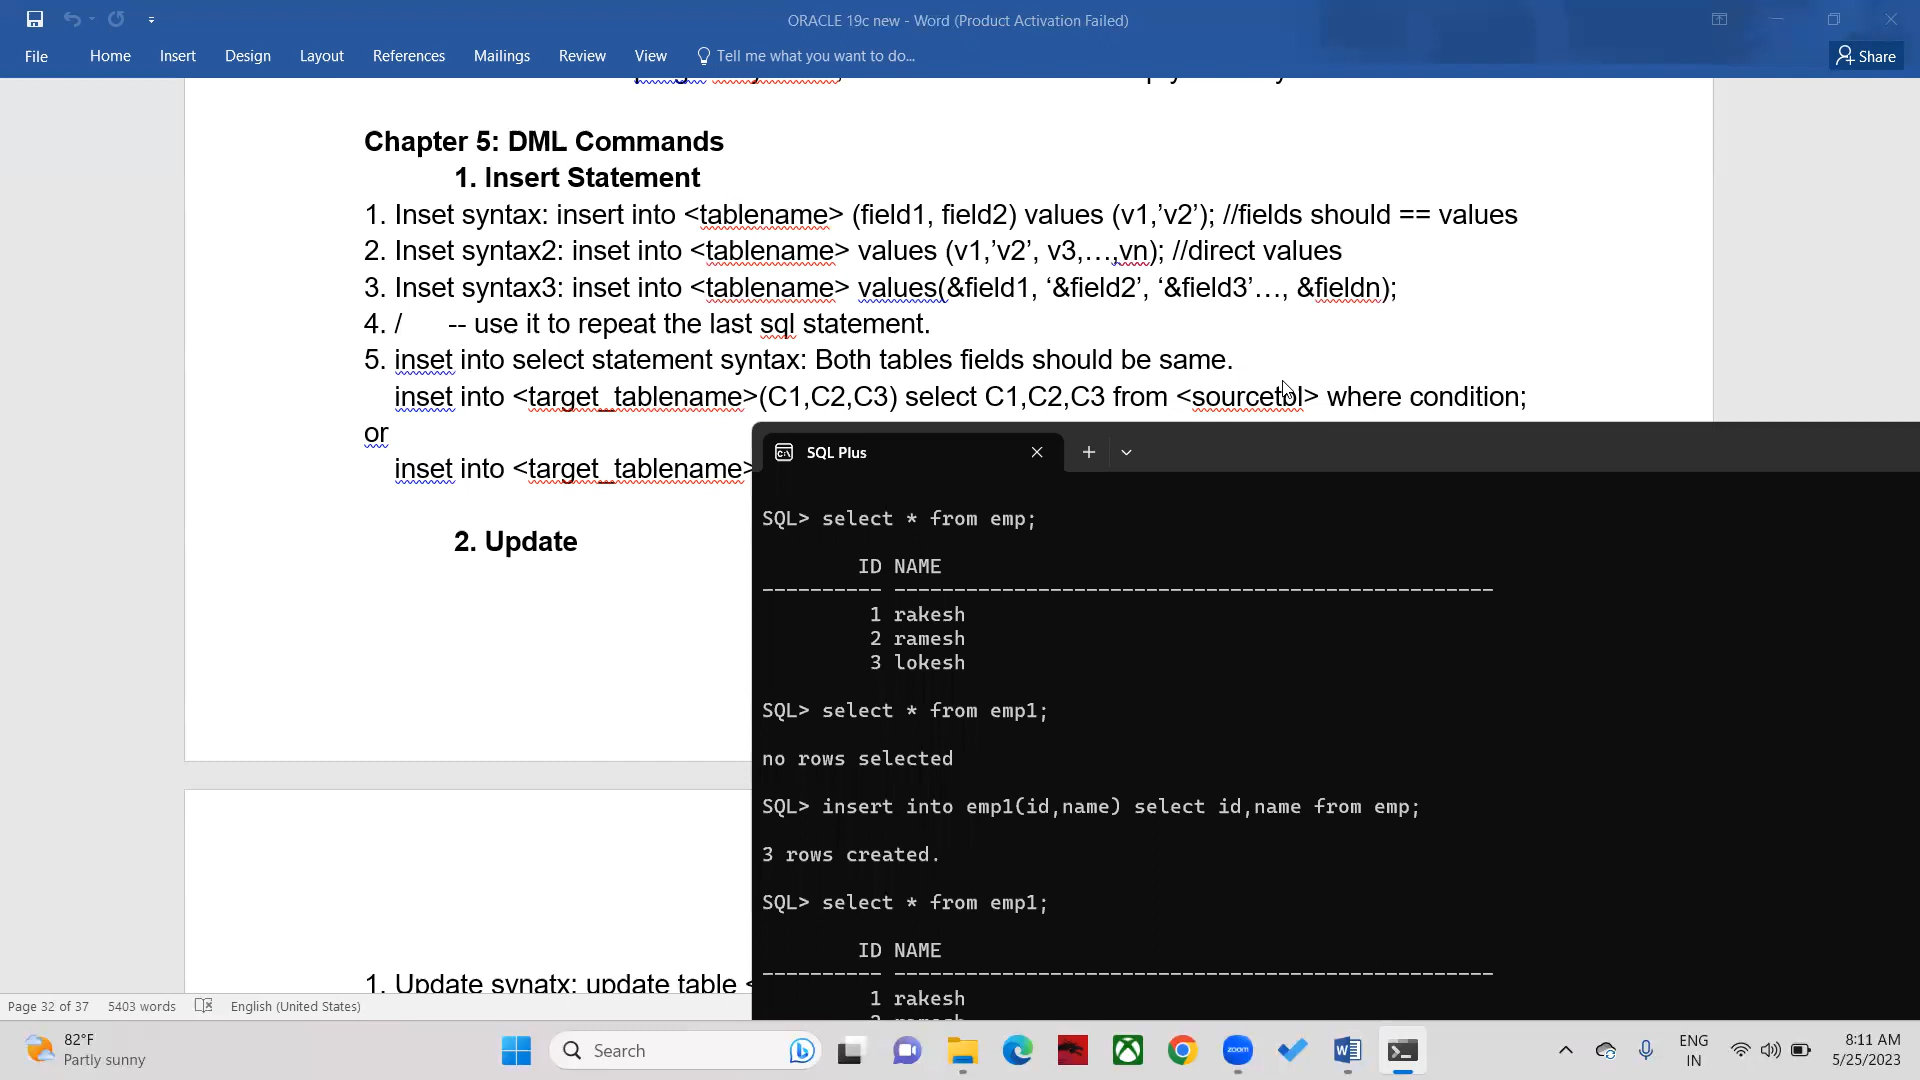 ORACLE 19c new - Word (Product Activation Failed)
File Home Insert Design Layout References Mailings Review View Tell me what you want to do... Share
Chapter 5: DML Commands
1. Insert Statement
1. Inset syntax: insert into <tablename> (field1, field2) values (v1,’v2’); //fields should == values
2. Inset syntax2: inset into <tablename> values (v1,’v2’, v3,…,vn); //direct values
3. Inset syntax3: inset into <tablename> values(&field1, ‘&field2’, ‘&field3’…, &fieldn);
4. / -- use it to repeat the last sql statement.
5. inset into select statement syntax: Both tables fields should be same.
inset into <target_tablename>(C1,C2,C3) select C1,C2,C3 from <sourcetbl> where condition;
or
inset into <target_tablename>
2. Update
1. Update synatx: update table <
SQL Plus
SQL> select * from emp;
ID NAME
---------- --------------------------------------------------
1 rakesh
2 ramesh
3 lokesh
SQL> select * from emp1;
no rows selected
SQL> insert into emp1(id,name) select id,name from emp;
3 rows created.
SQL> select * from emp1;
ID NAME
---------- --------------------------------------------------
1 rakesh
Page 32 of 37 5403 words English (United States)
82°F
Partly sunny
Search
zoom
ENG
IN
8:11 AM
5/25/2023